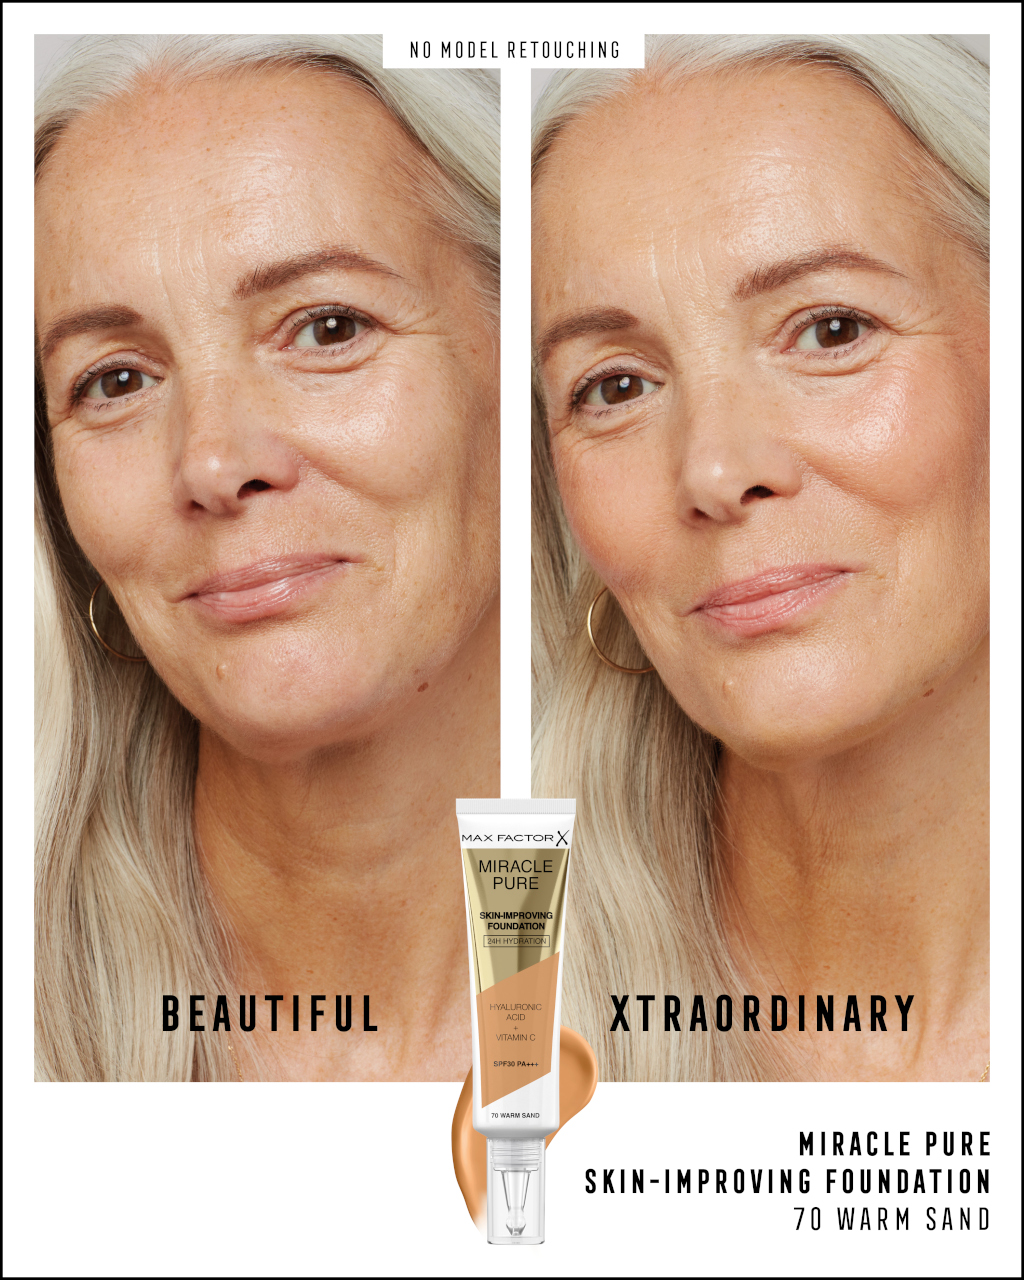 NO MODEL RETOUCHING
BEAUTIFUL
XTRAORDINARY
MAX FACTOR X
MIRACLE
PURE
SKIN-IMPROVING
FOUNDATION
24H HYDRATION
HYALURONIC
ACID
+
VITAMIN C
SPF30 PA+++
70 WARM SAND
MIRACLE PURE
SKIN-IMPROVING FOUNDATION
70 WARM SAND